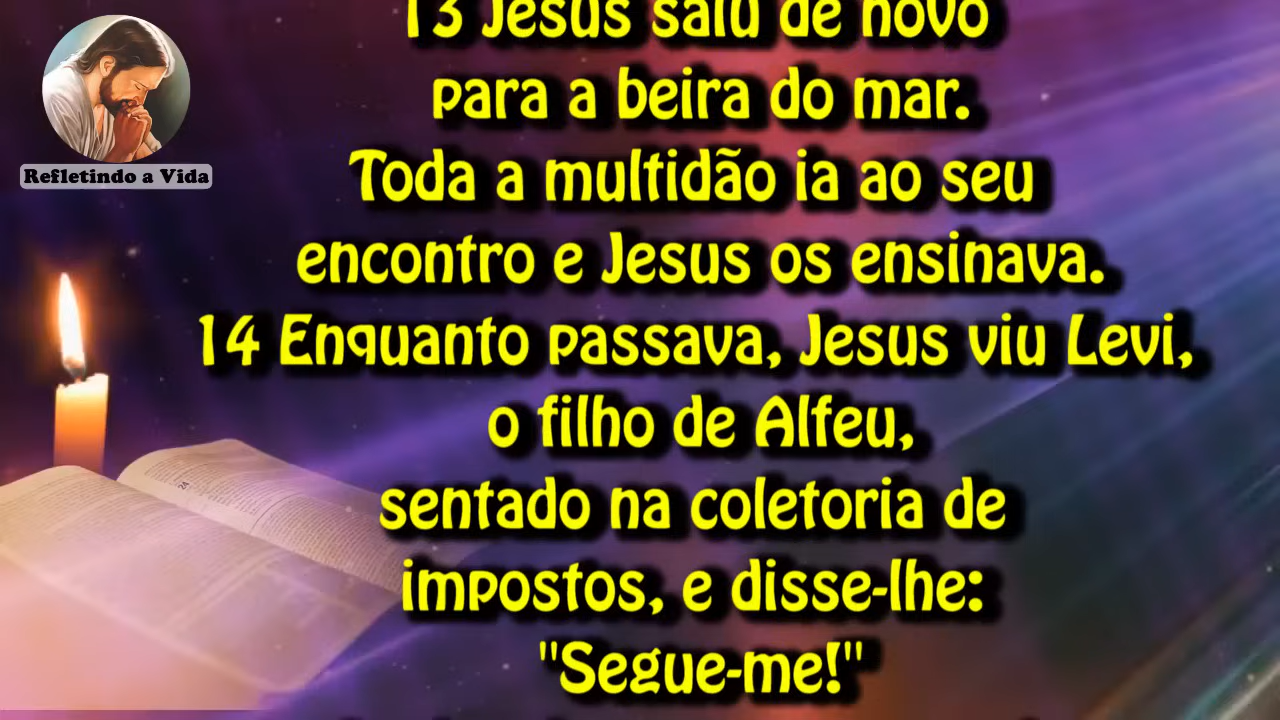 Refletindo a Vida
13 Jesus saiu de novo
para a beira do mar.
Toda a multidão ia ao seu
encontro e Jesus os ensinava.
14 Enquanto passava, Jesus viu Levi,
o filho de Alfeu,
sentado na coletoria de
impostos, e disse-lhe:
"Segue-me!"